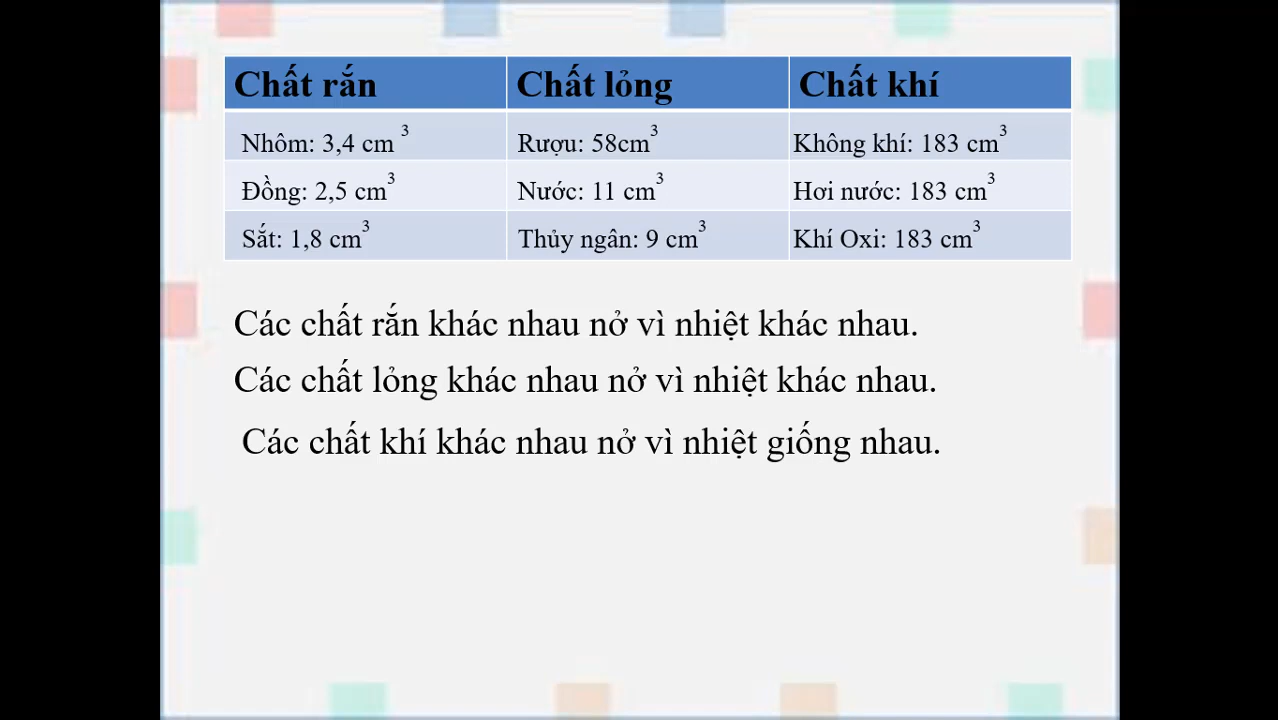 Chất rắn Chất lỏng Chất khí
Nhôm: 3,4 cm³ Rượu: 58cm³ Không khí: 183 cm³
Đồng: 2,5 cm³ Nước: 11 cm³ Hơi nước: 183 cm³
Sắt: 1,8 cm³ Thủy ngân: 9 cm³ Khí Oxi: 183 cm³
Các chất rắn khác nhau nở vì nhiệt khác nhau.
Các chất lỏng khác nhau nở vì nhiệt khác nhau.
Các chất khí khác nhau nở vì nhiệt giống nhau.